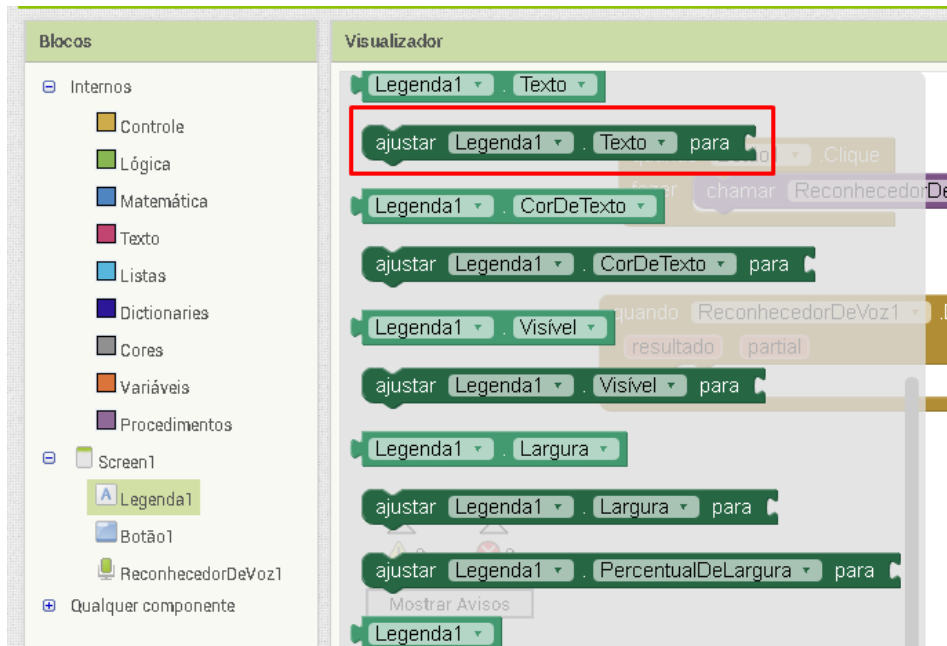 Blocos
Visualizador
Internos
Controle
Lógica
Matemática
Texto
Listas
Dictionaries
Cores
Variáveis
Procedimentos
Screen1
Legenda1
Botão1
ReconhecedorDeVoz1
Qualquer componente
Legenda1 . Texto
ajustar Legenda1 . Texto para
.Clique
chamar ReconhecedorDe
Legenda1 . CorDeTexto
ajustar Legenda1 . CorDeTexto para
quando ReconhecedorDeVoz1 .D
Legenda1 . Visível
resultado partial
ajustar Legenda1 . Visível para
Legenda1 . Largura
ajustar Legenda1 . Largura para
ajustar Legenda1 . PercentualDeLargura para
Mostrar Avisos
Legenda1